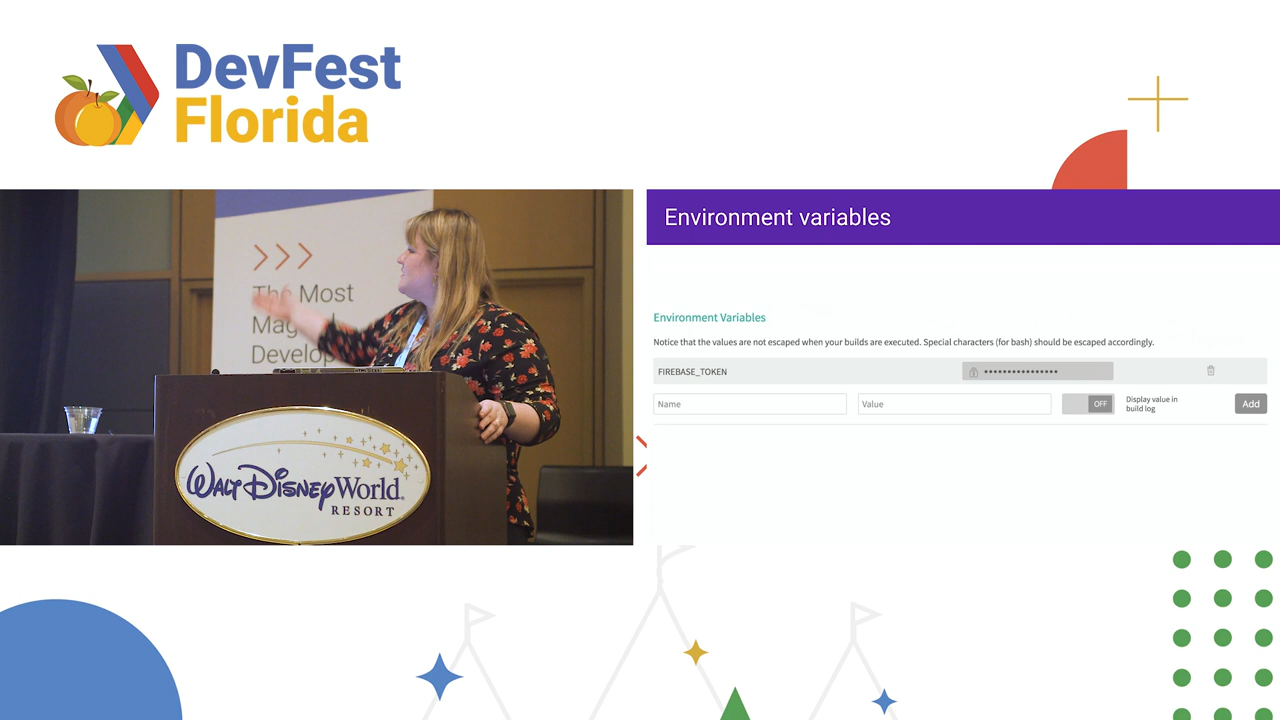 DevFest
Florida
The Most
Develop
WALT DISNEY World
RESORT
Environment variables
Environment Variables
Notice that the values are not escaped when your builds are executed. Special characters (for bash) should be escaped accordingly.
FIREBASE_TOKEN
••••••••••••••••
Name
Value
OFF
Display value in
build log
Add